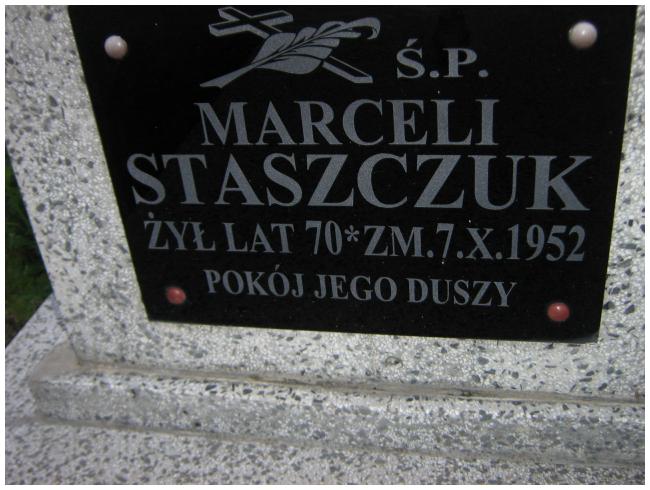 Ś.P.
MARCELI
STASZCZUK
ŻYŁ LAT 70*ZM.7.X.1952
POKÓJ JEGO DUSZY